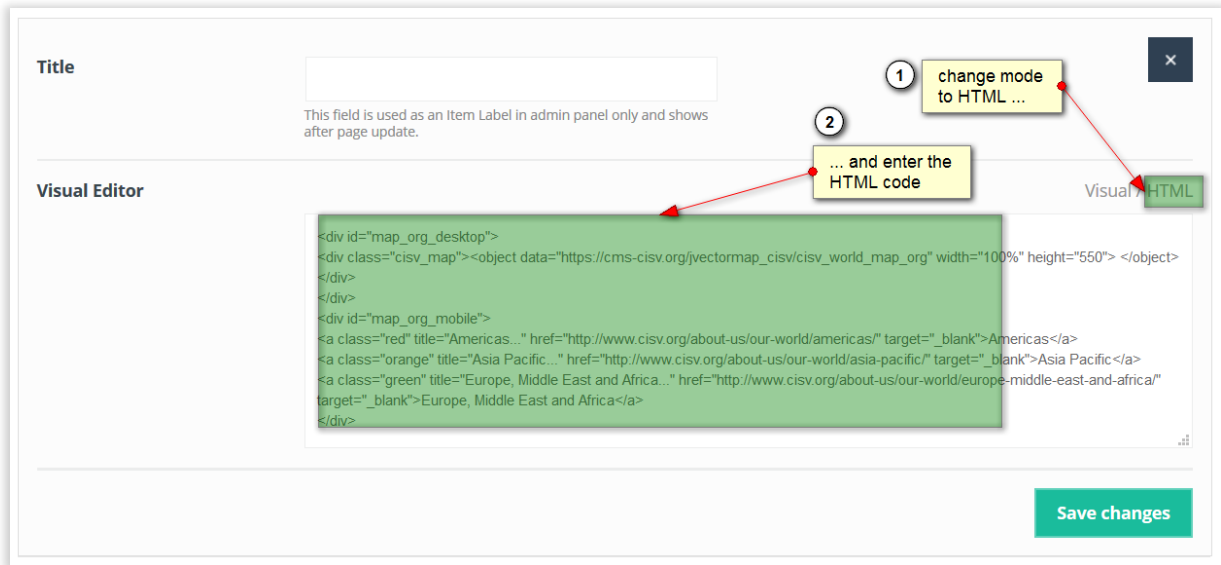 Title
×
1
change mode
to HTML ...
This field is used as an Item Label in admin panel only and shows
after page update.
2
... and enter the
HTML code
Visual Editor
Visual / HTML
<div id="map_org_desktop">
<div class="cisv_map"><object data="https://cms-cisv.org/jvectormap_cisv/cisv_world_map_org" width="100%" height="550"> </object>
</div>
</div>
<div id="map_org_mobile">
<a class="red" title="Americas..." href="http://www.cisv.org/about-us/our-world/americas/" target="_blank">Americas</a>
<a class="orange" title="Asia Pacific..." href="http://www.cisv.org/about-us/our-world/asia-pacific/" target="_blank">Asia Pacific</a>
<a class="green" title="Europe, Middle East and Africa..." href="http://www.cisv.org/about-us/our-world/europe-middle-east-and-africa/"
target="_blank">Europe, Middle East and Africa</a>
</div>
Save changes